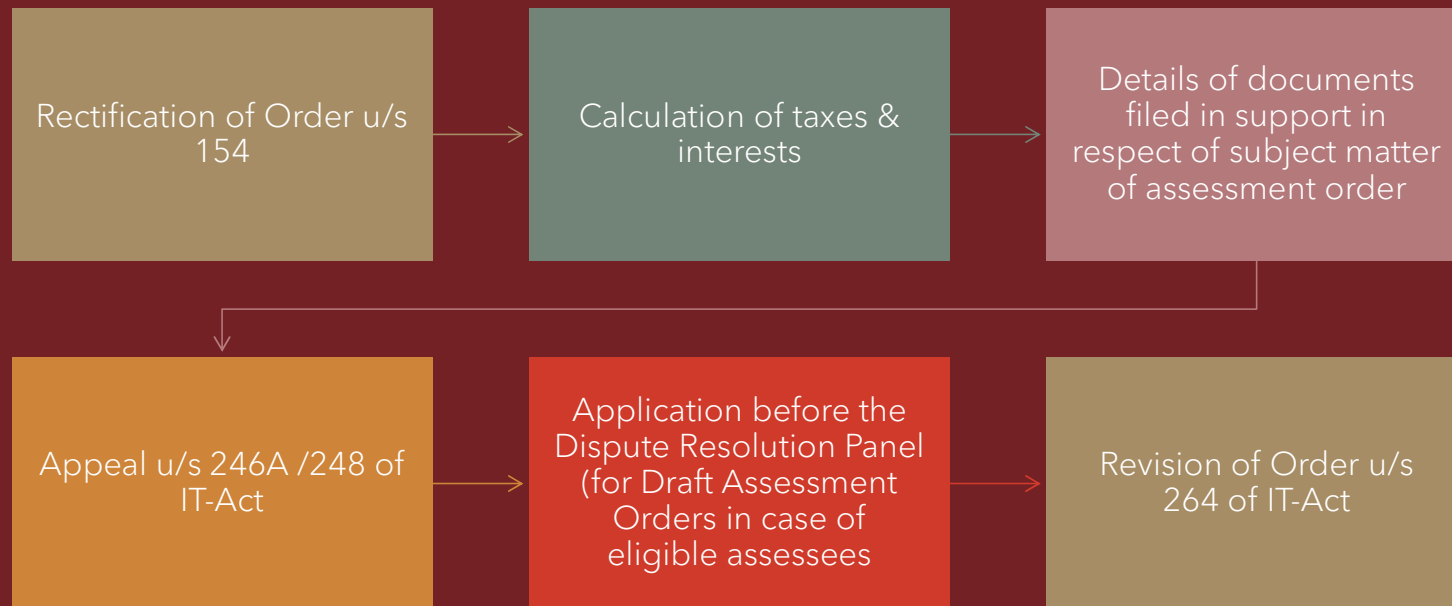 Rectification of Order u/s
154
Calculation of taxes &
interests
Details of documents
filed in support in
respect of subject matter
of assessment order
Appeal u/s 246A /248 of
IT-Act
Application before the
Dispute Resolution Panel
(for Draft Assessment
Orders in case of
eligible assessees
Revision of Order u/s
264 of IT-Act